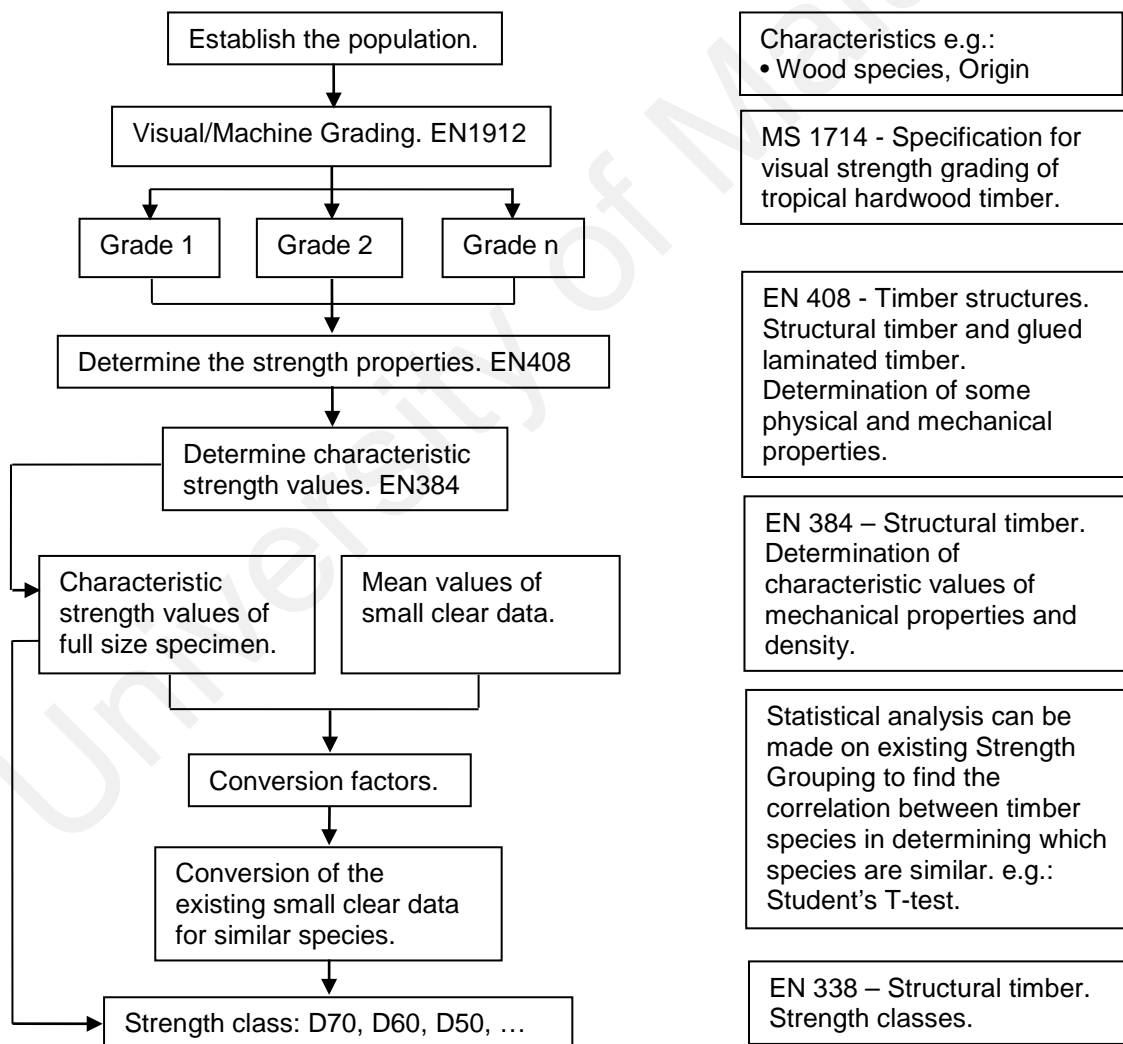 Establish the population.
Visual/Machine Grading. EN1912
Grade 1
Grade 2
Grade n
Determine the strength properties. EN408
Determine characteristic
strength values. EN384
Characteristic
strength values of
full size specimen.
Mean values of
small clear data.
Conversion factors.
Conversion of the
existing small clear data
for similar species.
Strength class: D70, D60, D50, …
Characteristics e.g.:
• Wood species, Origin
MS 1714 - Specification for
visual strength grading of
tropical hardwood timber.
EN 408 - Timber structures.
Structural timber and glued
laminated timber.
Determination of some
physical and mechanical
properties.
EN 384 – Structural timber.
Determination of
characteristic values of
mechanical properties and
density.
Statistical analysis can be
made on existing Strength
Grouping to find the
correlation between timber
species in determining which
species are similar. e.g.:
Student's T-test.
EN 338 – Structural timber.
Strength classes.
University of